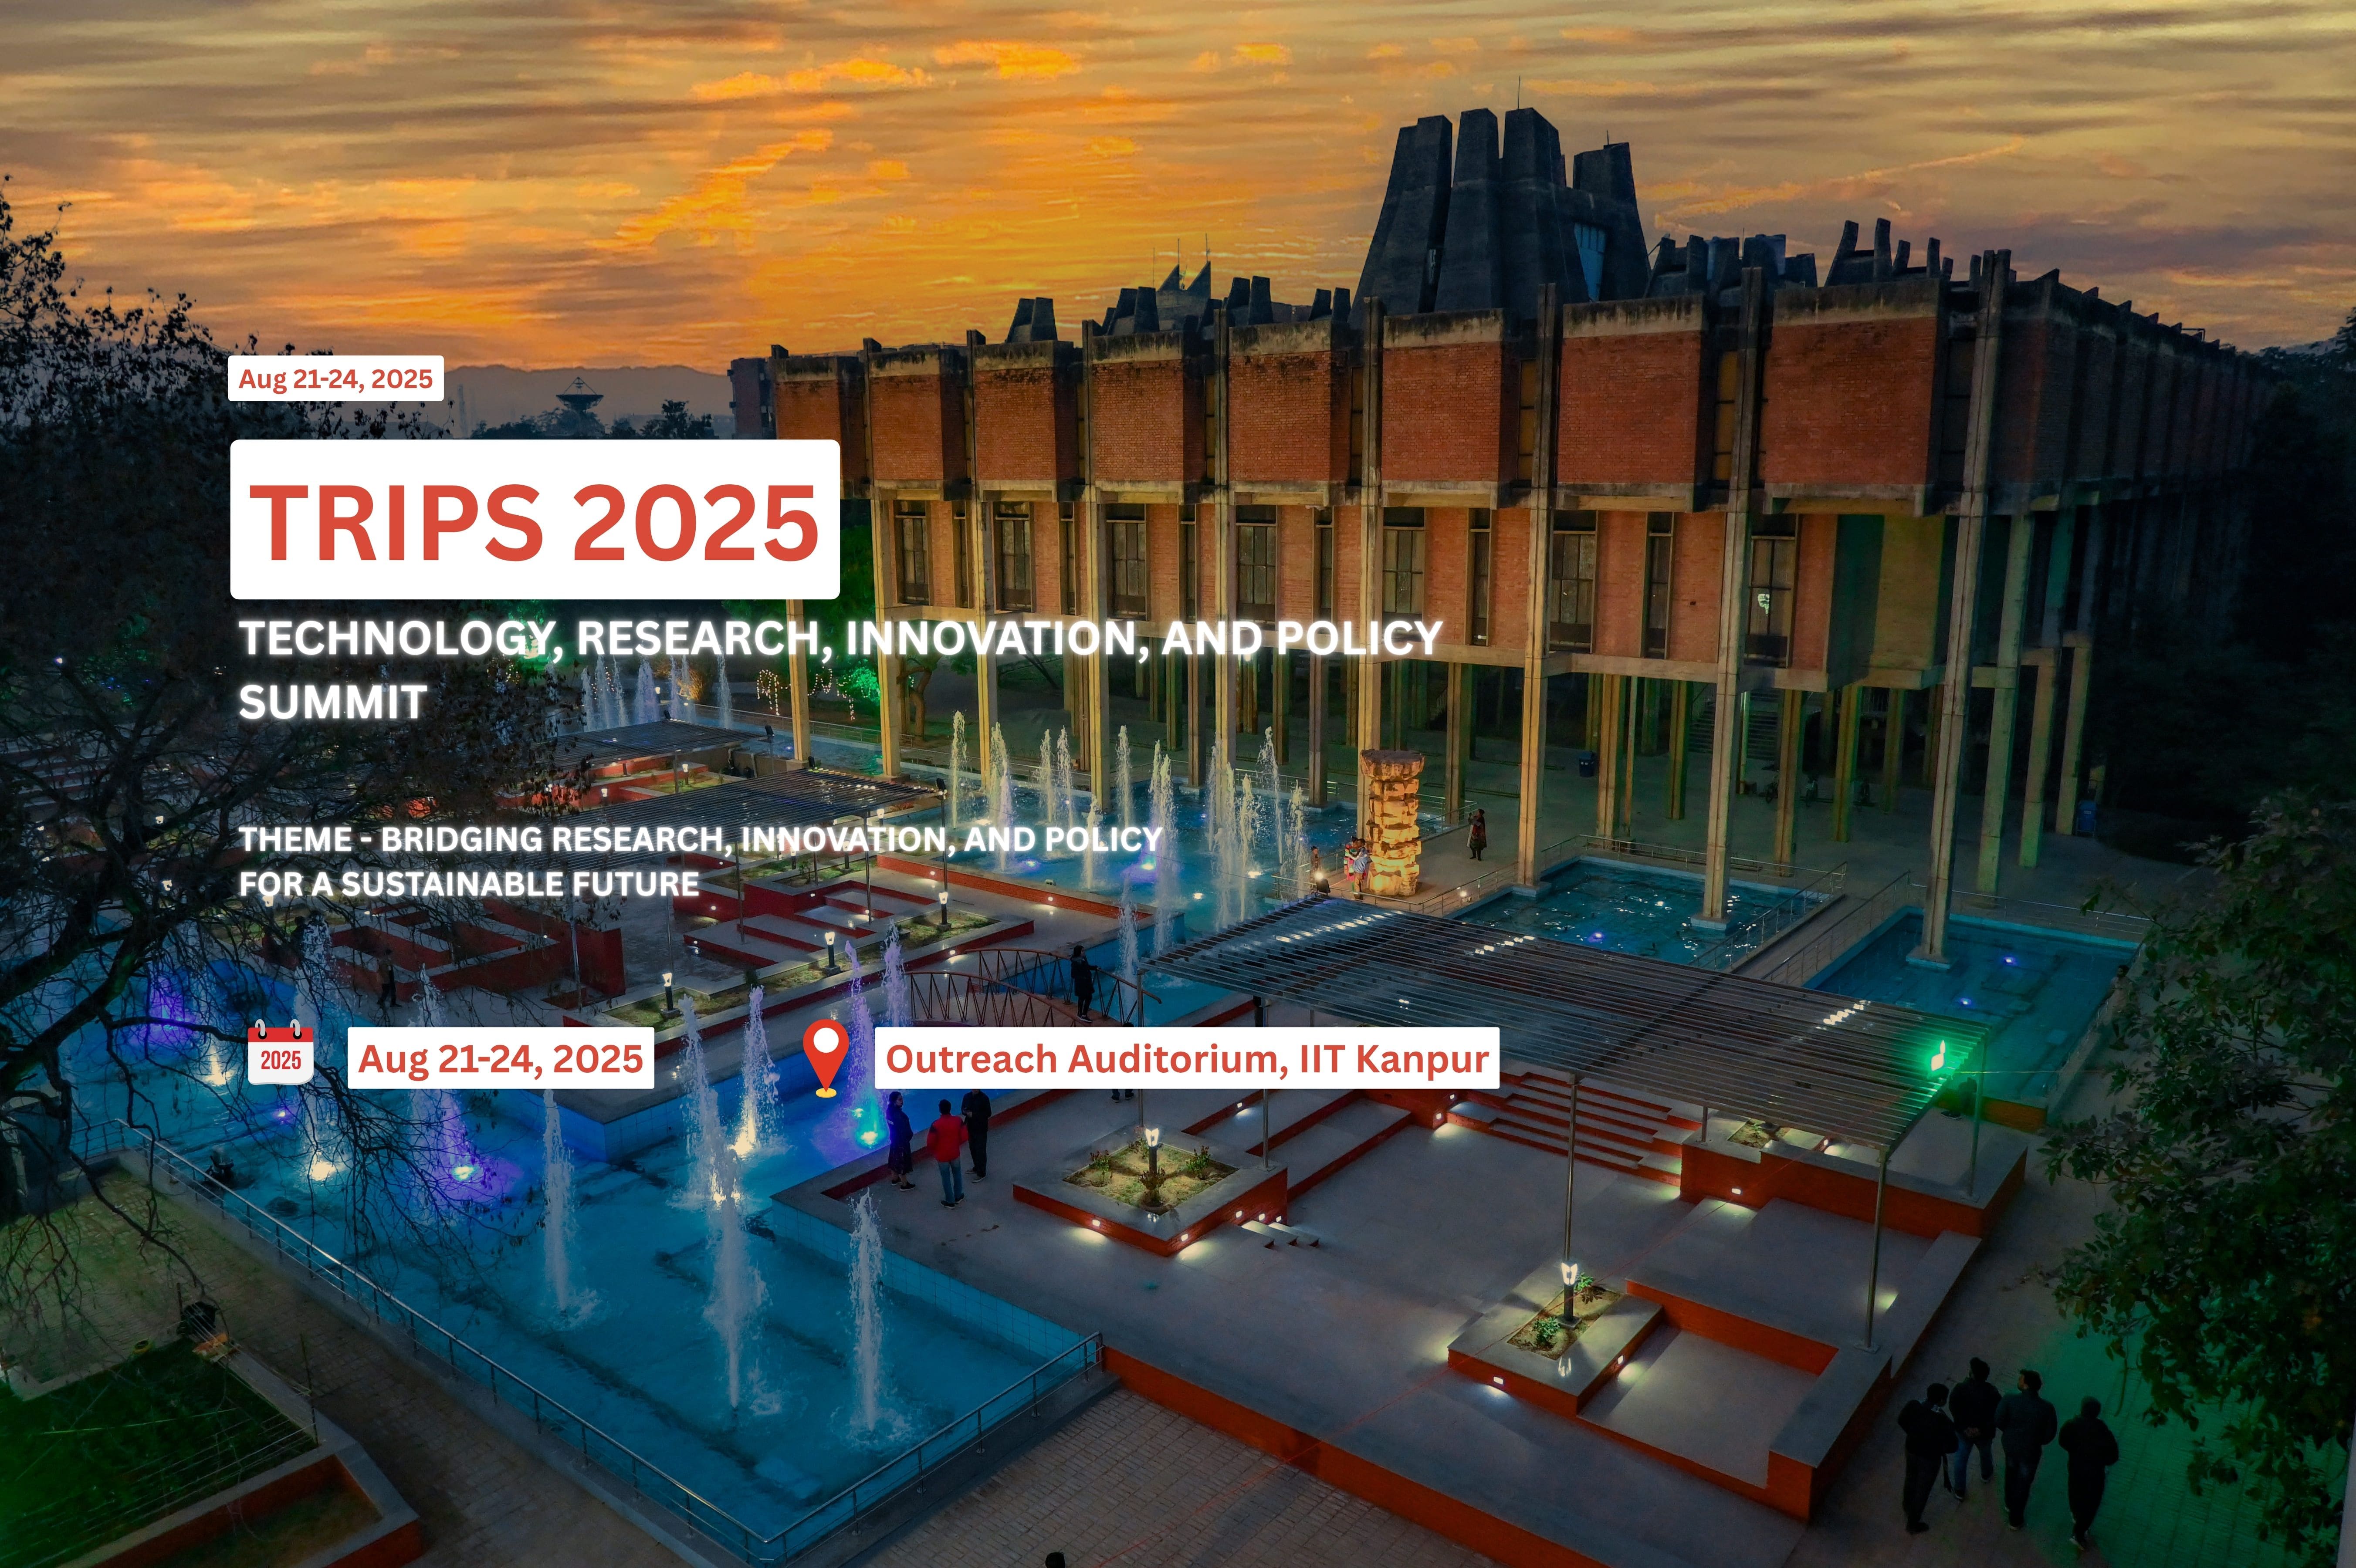 Aug 21-24, 2025
TRIPS 2025
TECHNOLOGY, RESEARCH, INNOVATION, AND POLICY
SUMMIT
THEME - BRIDGING RESEARCH, INNOVATION, AND POLICY
FOR A SUSTAINABLE FUTURE
2025
Aug 21-24, 2025
Outreach Auditorium, IIT Kanpur